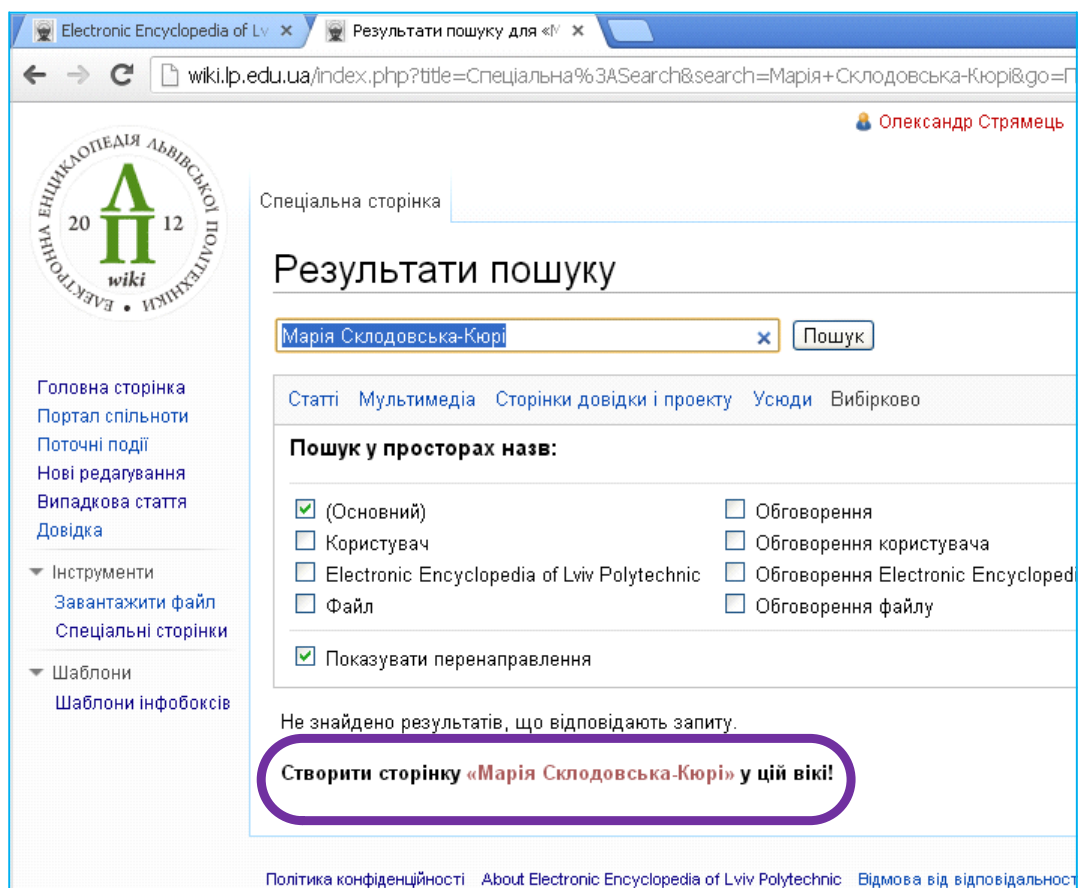 Electronic Encyclopedia of Lv
Результати пошуку для «М
wiki.lp.edu.ua/index.php?title=Спеціальна%3ASearch&search=Марія+Склодовська-Кюрі&go=П
Олександр Стрямець
ЕЛЕКТРОННА ЕНЦИКЛОПЕДІЯ ЛЬВІВСЬКОЇ ПОЛІТЕХНІКИ •
20 ЛП 12
wiki
Спеціальна сторінка
Результати пошуку
Марія Склодовська-Кюрі
Пошук
Головна сторінка
Портал спільноти
Поточні події
Нові редагування
Випадкова стаття
Довідка
Інструменти
Завантажити файл
Спеціальні сторінки
Шаблони
Шаблони інфобоксів
Статті Мультимедіа Сторінки довідки і проекту Усюди Вибірково
Пошук у просторах назв:
(Основний)
Користувач
Electronic Encyclopedia of Lviv Polytechnic
Файл
Обговорення
Обговорення користувача
Обговорення Electronic Encyclopedi
Обговорення файлу
Показувати перенаправлення
Не знайдено результатів, що відповідають запиту.
Створити сторінку «Марія Склодовська-Кюрі» у цій вікі!
Політика конфіденційності About Electronic Encyclopedia of Lviv Polytechnic Відмова від відповідальност